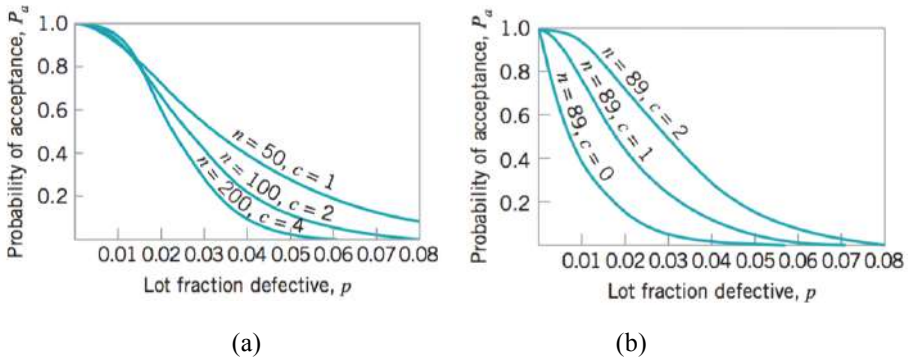 Probability of acceptance, Pa
1.0
0.8
0.6
0.4
0.2
n = 50, c = 1
n = 100, c = 2
n = 200, c = 4
0.01 0.02 0.03 0.04 0.05 0.06 0.07 0.08
Lot fraction defective, p
(a)
Probability of acceptance, Pa
1.0
0.8
0.6
0.4
0.2
n = 89, c = 2
n = 89, c = 1
n = 89, c = 0
0.01 0.02 0.03 0.04 0.05 0.06 0.07 0.08
Lot fraction defective, p
(b)